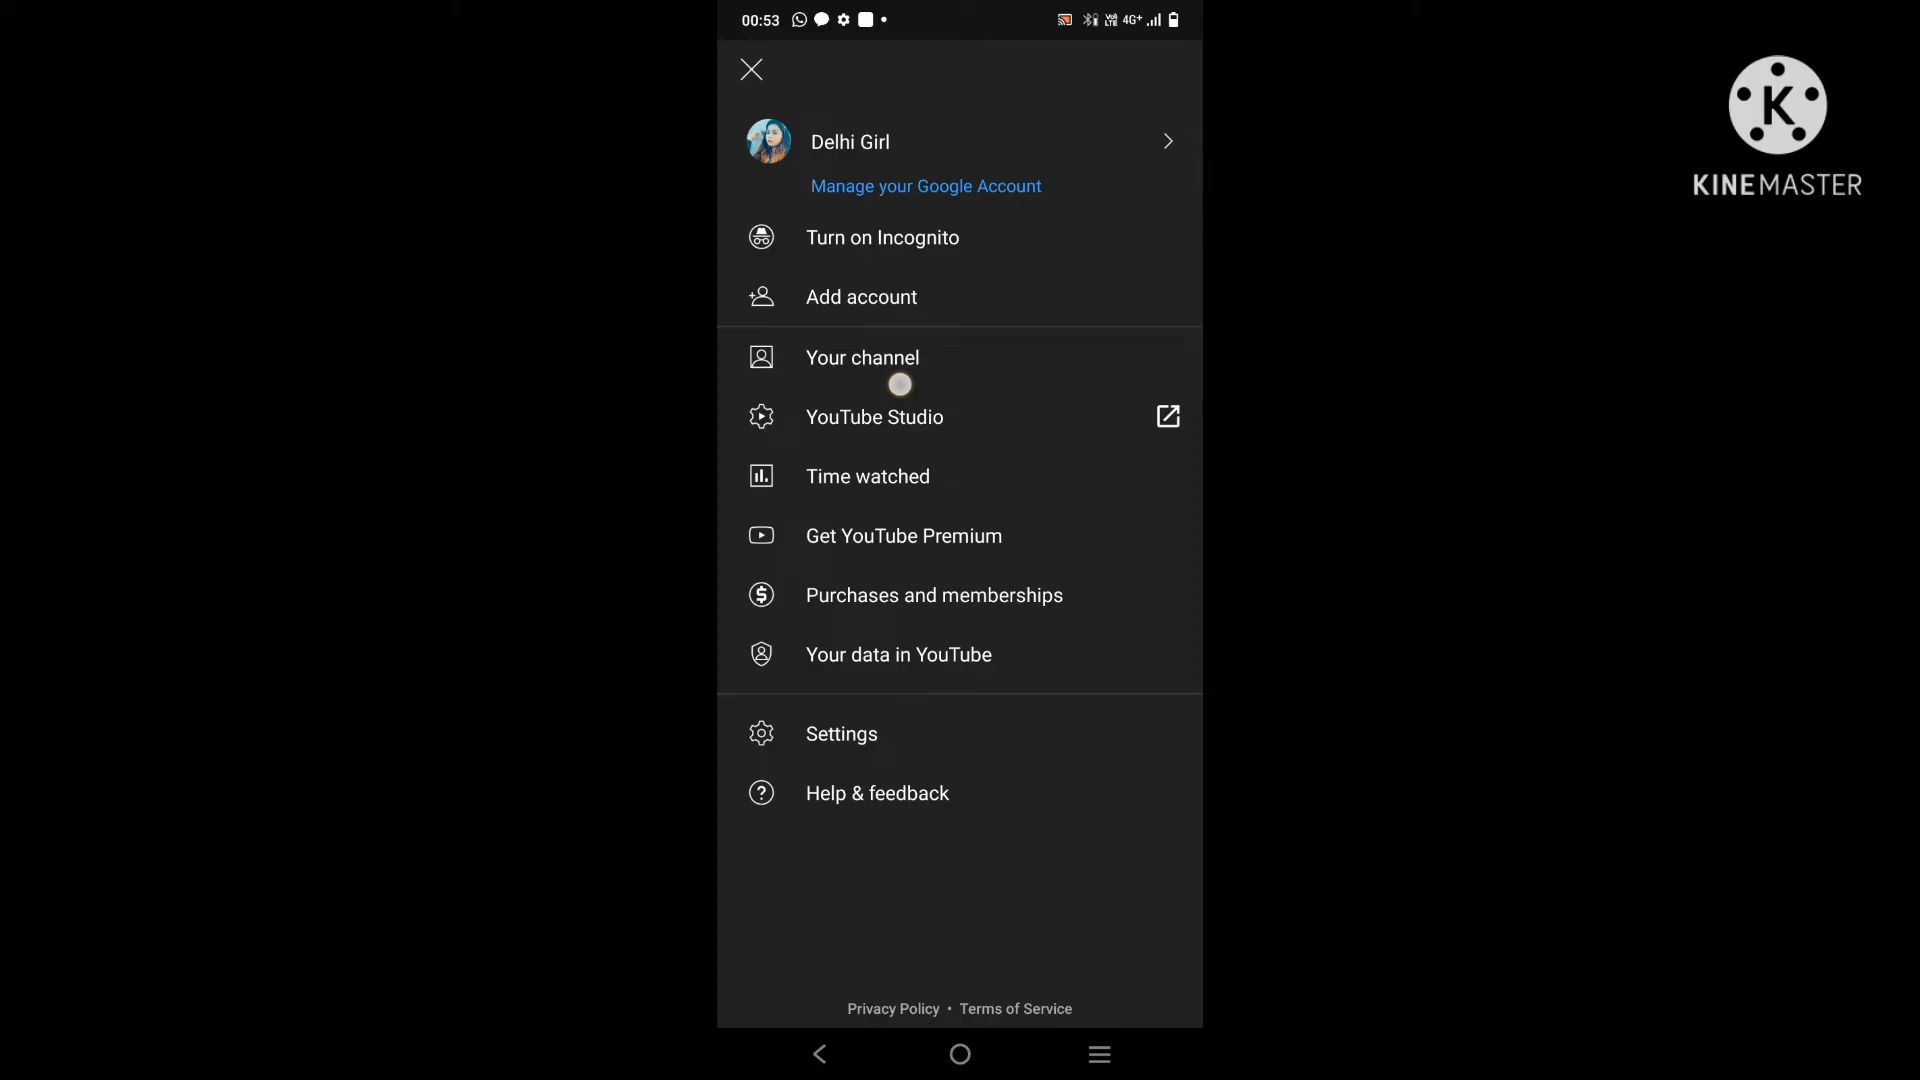 00:53
4G+
K
KINEMASTER
Delhi Girl
Manage your Google Account
Turn on Incognito
Add account
Your channel
YouTube Studio
Time watched
Get YouTube Premium
Purchases and memberships
Your data in YouTube
Settings
Help & feedback
Privacy Policy • Terms of Service